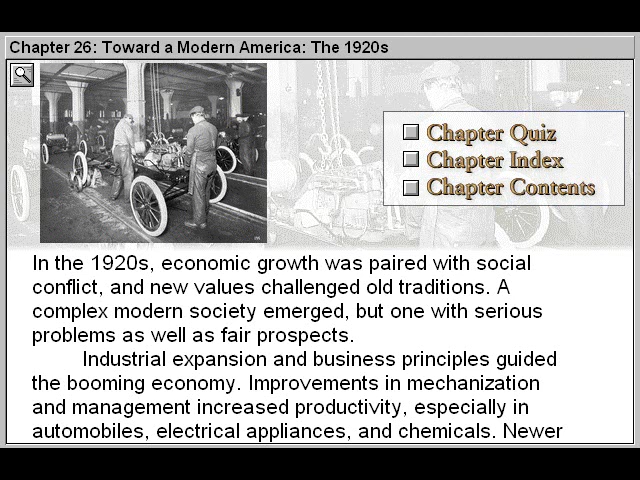 Chapter 26: Toward a Modern America: The 1920s
Chapter Quiz
Chapter Index
Chapter Contents
In the 1920s, economic growth was paired with social
conflict, and new values challenged old traditions. A
complex modern society emerged, but one with serious
problems as well as fair prospects.
Industrial expansion and business principles guided
the booming economy. Improvements in mechanization
and management increased productivity, especially in
automobiles, electrical appliances, and chemicals. Newer